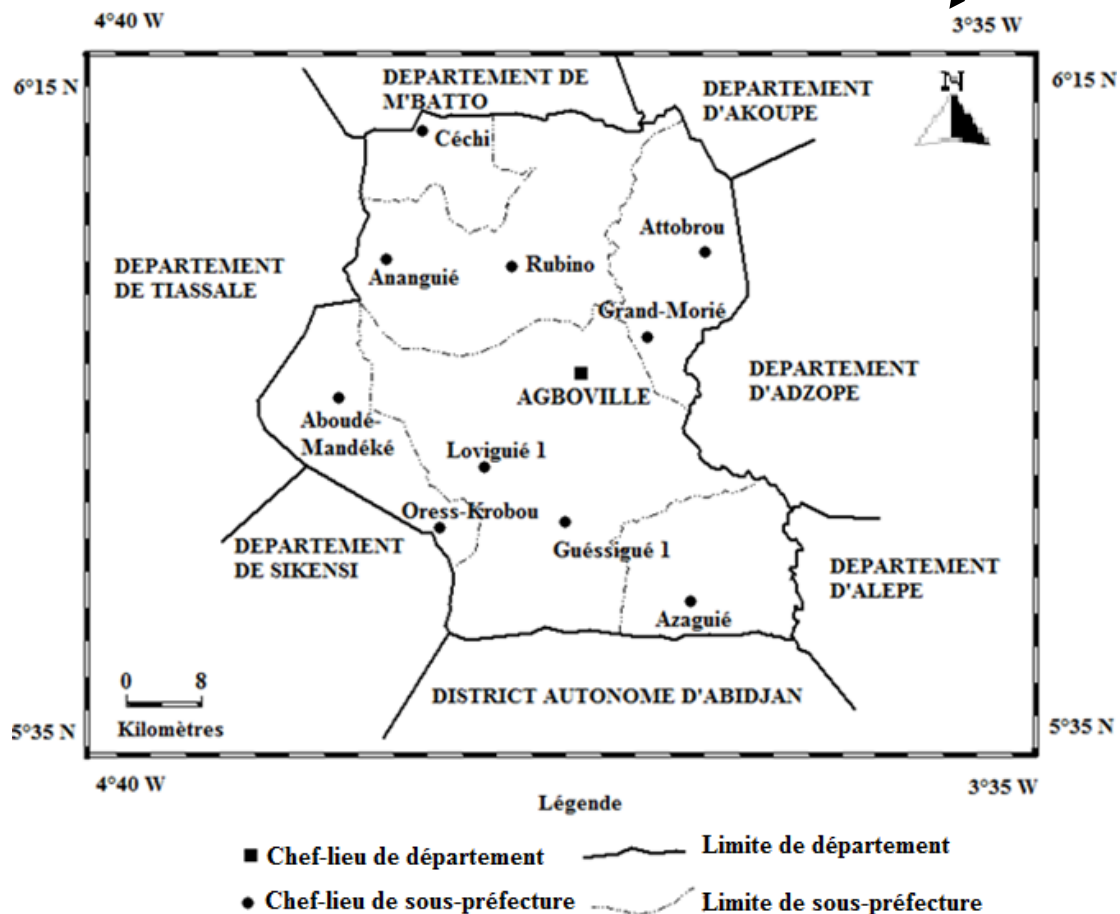 4°40 W
3°35 W
6°15 N
6°15 N
N
DEPARTEMENT DE
M'BATTO
DEPARTEMENT
D'AKOUPE
Céchi
Attobrou
DEPARTEMENT
DE TIASSALE
Ananguié
Rubino
Grand-Morié
DEPARTEMENT
D'ADZOPE
AGBOVILLE
Aboudé-
Mandéké
Loviguié 1
Oress-Krobou
Guéssigué 1
DEPARTEMENT
DE SIKENSI
DEPARTEMENT
D'ALEPE
Azaguié
0 8
Kilomètres
DISTRICT AUTONOME D'ABIDJAN
5°35 N
5°35 N
4°40 W
3°35 W
Légende
Chef-lieu de département
Limite de département
Chef-lieu de sous-préfecture
Limite de sous-préfecture